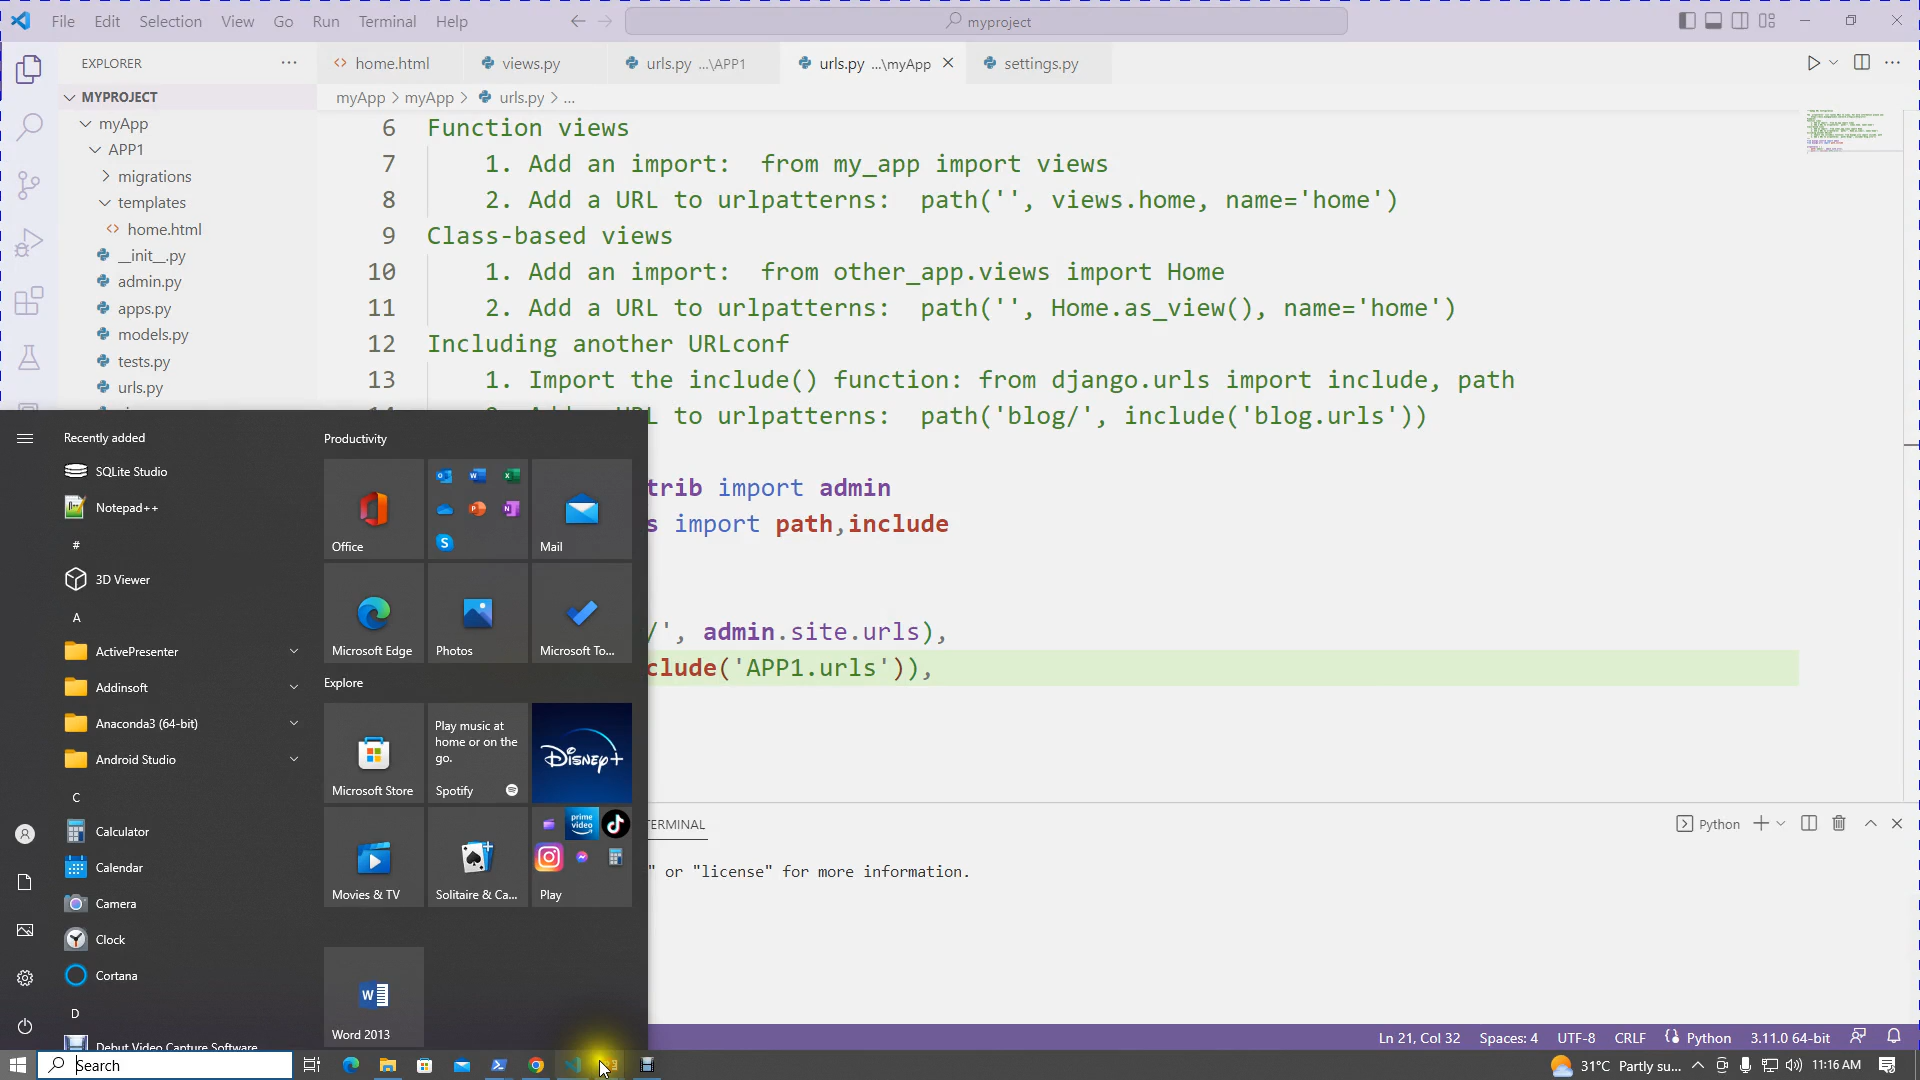 File Edit Selection View Go Run Terminal Help
myproject
EXPLORER
home.html
views.py
urls.py ...\APP1
urls.py ...\myApp
settings.py
MYPROJECT
myApp > myApp > urls.py > ...
myApp
APP1
migrations
templates
home.html
__init__.py
admin.py
apps.py
models.py
tests.py
urls.py
6 Function views
7 1. Add an import: from my_app import views
8 2. Add a URL to urlpatterns: path('', views.home, name='home')
9 Class-based views
10 1. Add an import: from other_app.views import Home
11 2. Add a URL to urlpatterns: path('', Home.as_view(), name='home')
12 Including another URLconf
13 1. Import the include() function: from django.urls import include, path
L to urlpatterns: path('blog/', include('blog.urls'))
trib import admin
s import path,include
/', admin.site.urls),
clude('APP1.urls')),
Recently added
SQLite Studio
Notepad++
#
3D Viewer
A
ActivePresenter
Addinsoft
Anaconda3 (64-bit)
Android Studio
C
Calculator
Calendar
Camera
Clock
Cortana
D
Debut Video Capture Software
Productivity
Office
Mail
Microsoft Edge
Photos
Microsoft To...
Explore
Microsoft Store
Play music at
home or on the
go.
Spotify
Disney+
Movies & TV
Solitaire & Ca...
prime
video
Play
Word 2013
ERMINAL
Python
" or "license" for more information.
Ln 21, Col 32 Spaces: 4 UTF-8 CRLF Python 3.11.0 64-bit
Search
31°C Partly su... 11:16 AM